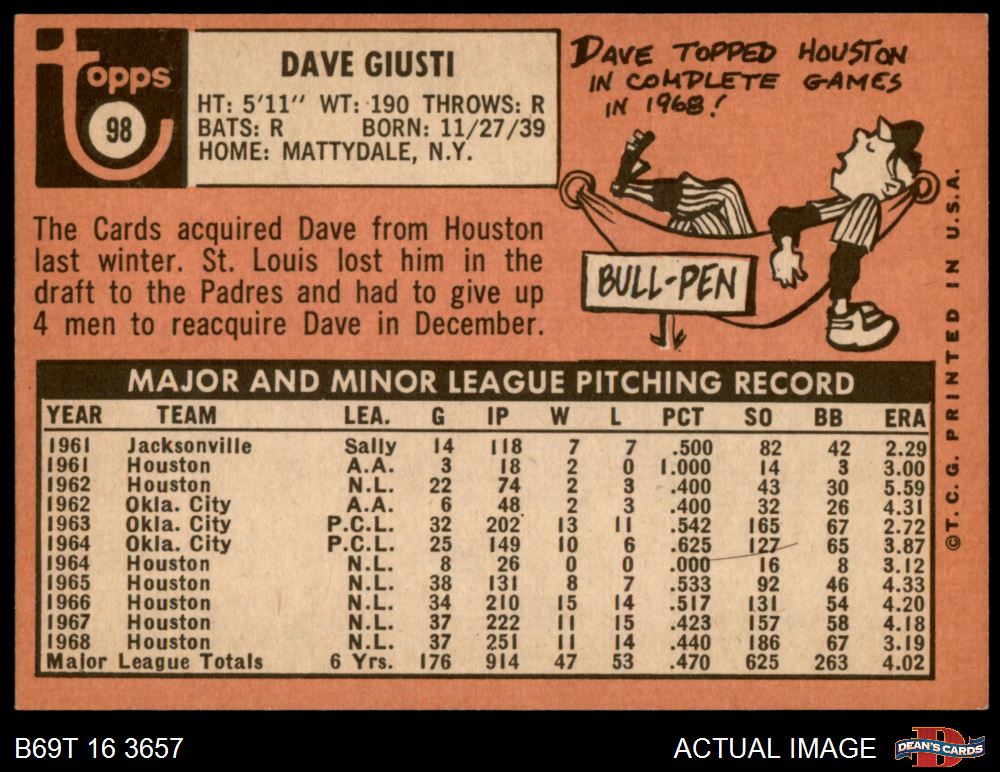 Topps
98
DAVE GIUSTI
HT: 5'11" WT: 190 THROWS: R
BATS: R BORN: 11/27/39
HOME: MATTYDALE, N.Y.
DAVE TOPPED HOUSTON
IN COMPLETE GAMES
IN 1968!
BULL-PEN
The Cards acquired Dave from Houston
last winter. St. Louis lost him in the
draft to the Padres and had to give up
4 men to reacquire Dave in December.
MAJOR AND MINOR LEAGUE PITCHING RECORD
YEAR TEAM LEA. G IP W L PCT SO BB ERA
1961 Jacksonville Sally 14 118 7 7 .500 82 42 2.29
1961 Houston A.A. 3 18 2 0 1.000 14 3 3.00
1962 Houston N.L. 22 74 2 3 .400 43 30 5.59
1962 Okla. City A.A. 6 48 2 3 .400 32 26 4.31
1963 Okla. City P.C.L. 32 202 13 11 .542 165 67 2.72
1964 Okla. City P.C.L. 25 149 10 6 .625 127 65 3.87
1964 Houston N.L. 8 26 0 0 .000 16 8 3.12
1965 Houston N.L. 38 131 8 7 .533 92 46 4.33
1966 Houston N.L. 34 210 15 14 .517 131 54 4.20
1967 Houston N.L. 37 222 11 15 .423 157 58 4.18
1968 Houston N.L. 37 251 11 14 .440 186 67 3.19
Major League Totals 6 Yrs. 176 914 47 53 .470 625 263 4.02
©T. C. G. PRINTED IN U.S.A.
B69T 16 3657
ACTUAL IMAGE
DEAN'S CARDS